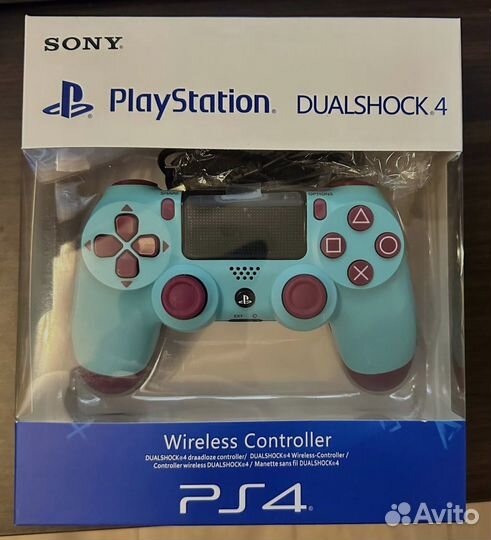 SONY
PlayStation® DUALSHOCK®4
SHARE
OPTIONS
EXT
Wireless Controller
DUALSHOCK®4 draadloze controller/ DUALSHOCK®4 Wireless-Controller /
Controller wireless DUALSHOCK®4 / Manette sans fil DUALSHOCK®4
PS4®
Avito